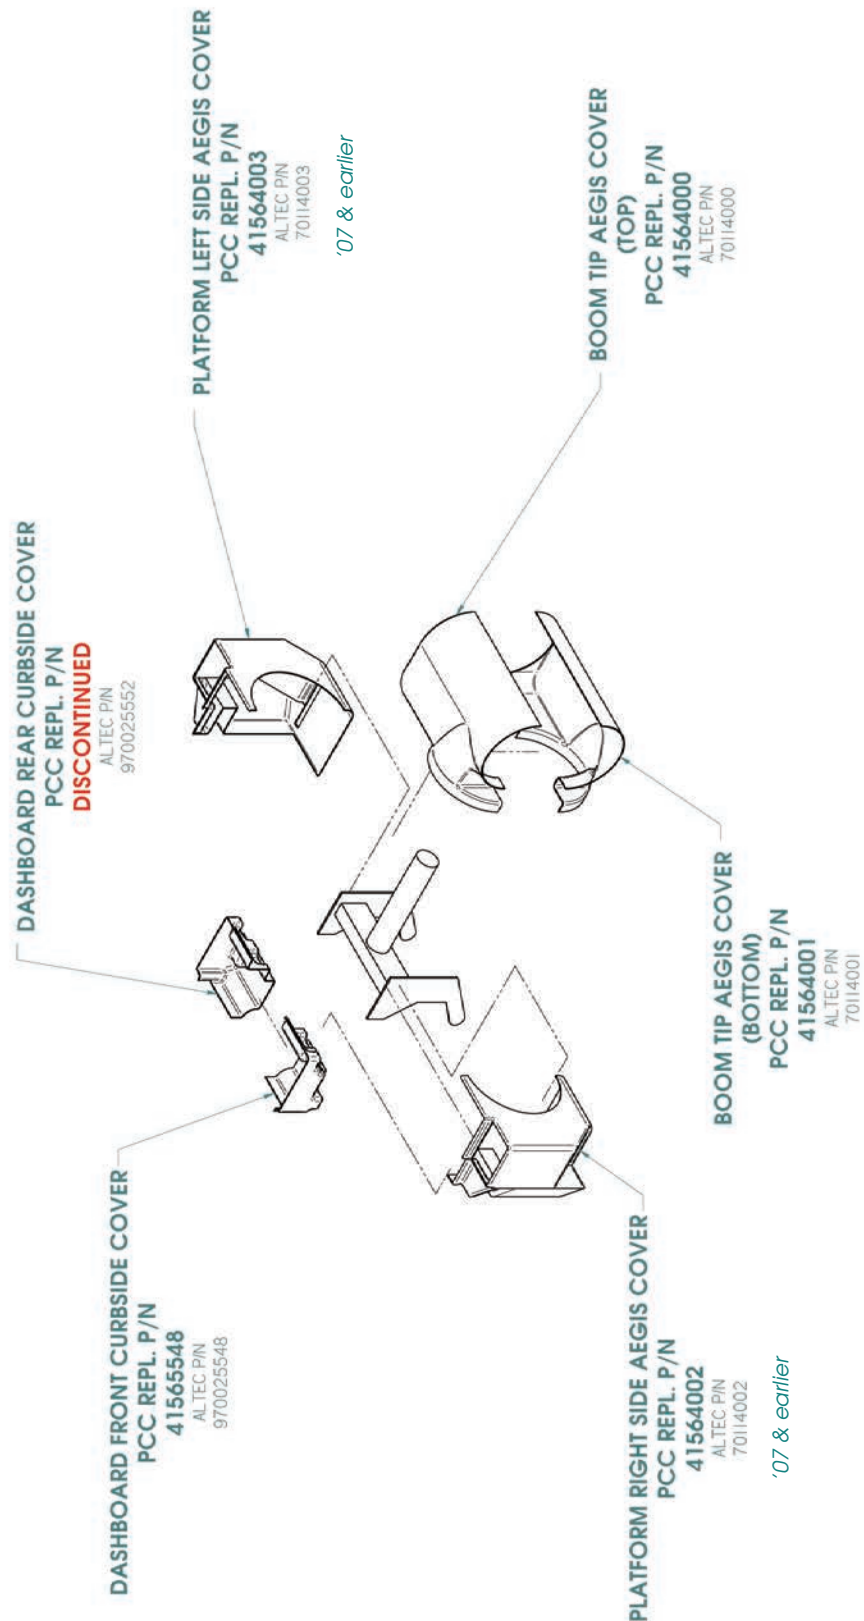 DASHBOARD FRONT CURBSIDE COVER
PCC REPL. P/N
41565548
ALTEC P/N
970025548
DASHBOARD REAR CURBSIDE COVER
PCC REPL. P/N
DISCONTINUED
ALTEC P/N
970025552
PLATFORM LEFT SIDE AEGIS COVER
PCC REPL. P/N
41564003
ALTEC P/N
70114003
'07 & earlier
PLATFORM RIGHT SIDE AEGIS COVER
PCC REPL. P/N
41564002
ALTEC P/N
70114002
'07 & earlier
BOOM TIP AEGIS COVER
(BOTTOM)
PCC REPL. P/N
41564001
ALTEC P/N
70114001
BOOM TIP AEGIS COVER
(TOP)
PCC REPL. P/N
41564000
ALTEC P/N
70114000